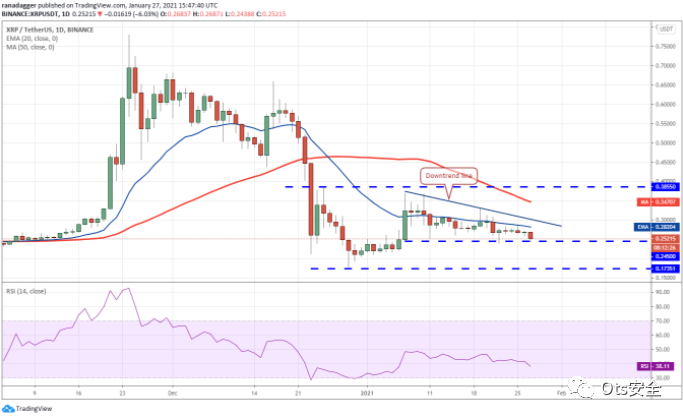 ranadagger published on TradingView.com, January 27, 2021 15:47:40 UTC
BINANCE:XRPUSDT, 1D 0.25215 ▼ −0.01619 (−6.03%) O:0.26837 H:0.26871 L:0.24388 C:0.25215
XRP / TetherUS, 1D, BINANCE
EMA (20, close, 0)
MA (50, close, 0)
USDT
0.75000
0.70000
0.65000
0.60000
0.55000
0.50000
0.45000
0.40000
Downtrend line
0.38550
MA 0.34707
0.30000
EMA 0.28204
0.25215
08:12:26
0.24500
0.17351
0.15000
RSI (14, close)
90.00
80.00
70.00
60.00
50.00
RSI 38.11
30.00
9 16 23 Dec 14 21 2021 11 18 25 Feb
TradingView
Ots安全